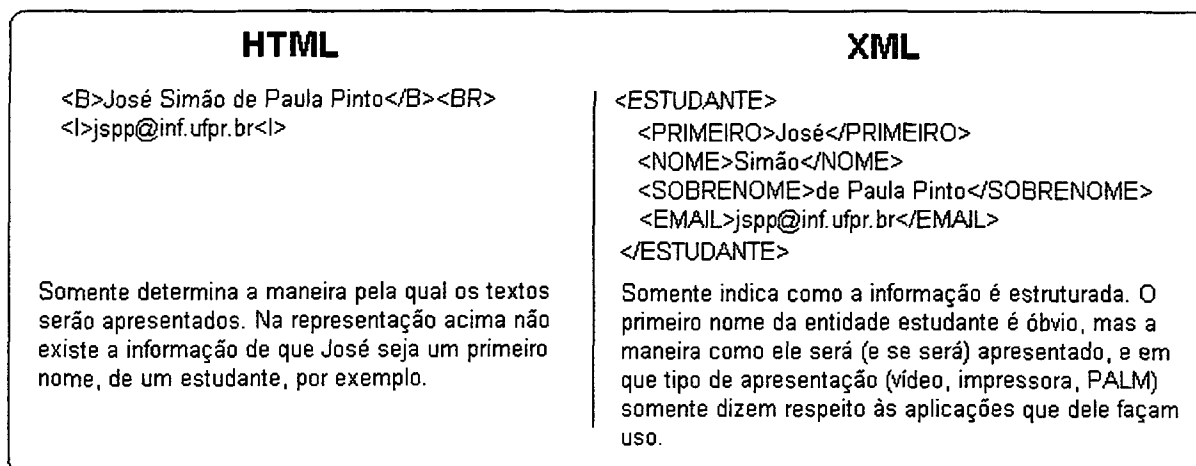 HTML
<B>José Simão de Paula Pinto</B><BR>
<I>jspp@inf.ufpr.br<I>
Somente determina a maneira pela qual os textos
serão apresentados. Na representação acima não
existe a informação de que José seja um primeiro
nome, de um estudante, por exemplo.
XML
<ESTUDANTE>
<PRIMEIRO>José</PRIMEIRO>
<NOME>Simão</NOME>
<SOBRENOME>de Paula Pinto</SOBRENOME>
<EMAIL>jspp@inf.ufpr.br</EMAIL>
</ESTUDANTE>
Somente indica como a informação é estruturada. O
primeiro nome da entidade estudante é óbvio, mas a
maneira como ele será (e se será) apresentado, e em
que tipo de apresentação (vídeo, impressora, PALM)
somente dizem respeito às aplicações que dele façam
uso.